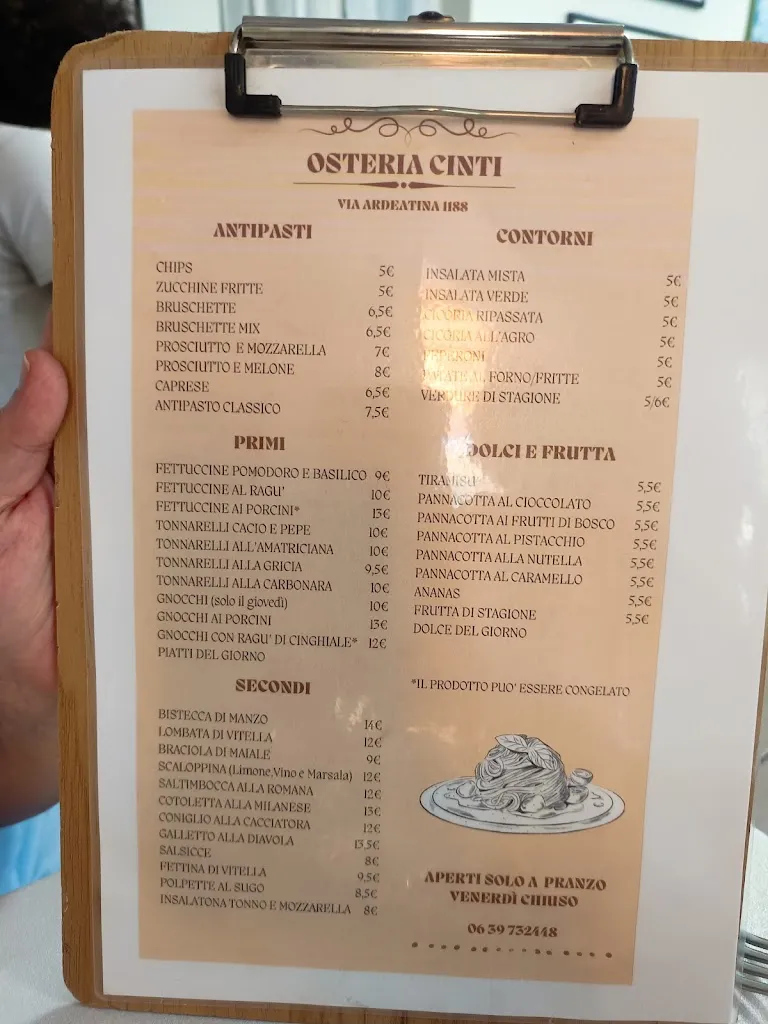 OSTERIA CINTI
VIA ARDEATINA 1188
ANTIPASTI
CHIPS 5€
ZUCCHINE FRITTE 5€
BRUSCHETTE 6,5€
BRUSCHETTE MIX 6,5€
PROSCIUTTO E MOZZARELLA 7€
PROSCIUTTO E MELONE 8€
CAPRESE 6,5€
ANTIPASTO CLASSICO 7,5€
PRIMI
FETTUCCINE POMODORO E BASILICO 9€
FETTUCCINE AL RAGU' 10€
FETTUCCINE AI PORCINI* 13€
TONNARELLI CACIO E PEPE 10€
TONNARELLI ALL'AMATRICIANA 10€
TONNARELLI ALLA GRICIA 9,5€
TONNARELLI ALLA CARBONARA 10€
GNOCCHI (solo il giovedì) 10€
GNOCCHI AI PORCINI 13€
GNOCCHI CON RAGU' DI CINGHIALE* 12€
PIATTI DEL GIORNO
SECONDI
BISTECCA DI MANZO 14€
LOMBATA DI VITELLA 12€
BRACIOLA DI MAIALE 9€
SCALOPPINA (Limone,Vino e Marsala) 12€
SALTIMBOCCA ALLA ROMANA 12€
COTOLETTA ALLA MILANESE 13€
CONIGLIO ALLA CACCIATORA 12€
GALLETTO ALLA DIAVOLA 13,5€
SALSICCE 8€
FETTINA DI VITELLA 9,5€
POLPETTE AL SUGO 8,5€
INSALATONA TONNO E MOZZARELLA 8€
CONTORNI
INSALATA MISTA 5€
INSALATA VERDE 5€
CICORIA RIPASSATA 5€
CICORIA ALL'AGRO 5€
PEPERONI 5€
PATATE AL FORNO/FRITTE 5€
VERDURE DI STAGIONE 5/6€
DOLCI E FRUTTA
TIRAMISU' 5,5€
PANNACOTTA AL CIOCCOLATO 5,5€
PANNACOTTA AI FRUTTI DI BOSCO 5,5€
PANNACOTTA AL PISTACCHIO 5,5€
PANNACOTTA ALLA NUTELLA 5,5€
PANNACOTTA AL CARAMELLO 5,5€
ANANAS 5,5€
FRUTTA DI STAGIONE 5,5€
DOLCE DEL GIORNO
*IL PRODOTTO PUO' ESSERE CONGELATO
APERTI SOLO A PRANZO
VENERDÌ CHIUSO
06 39 732448